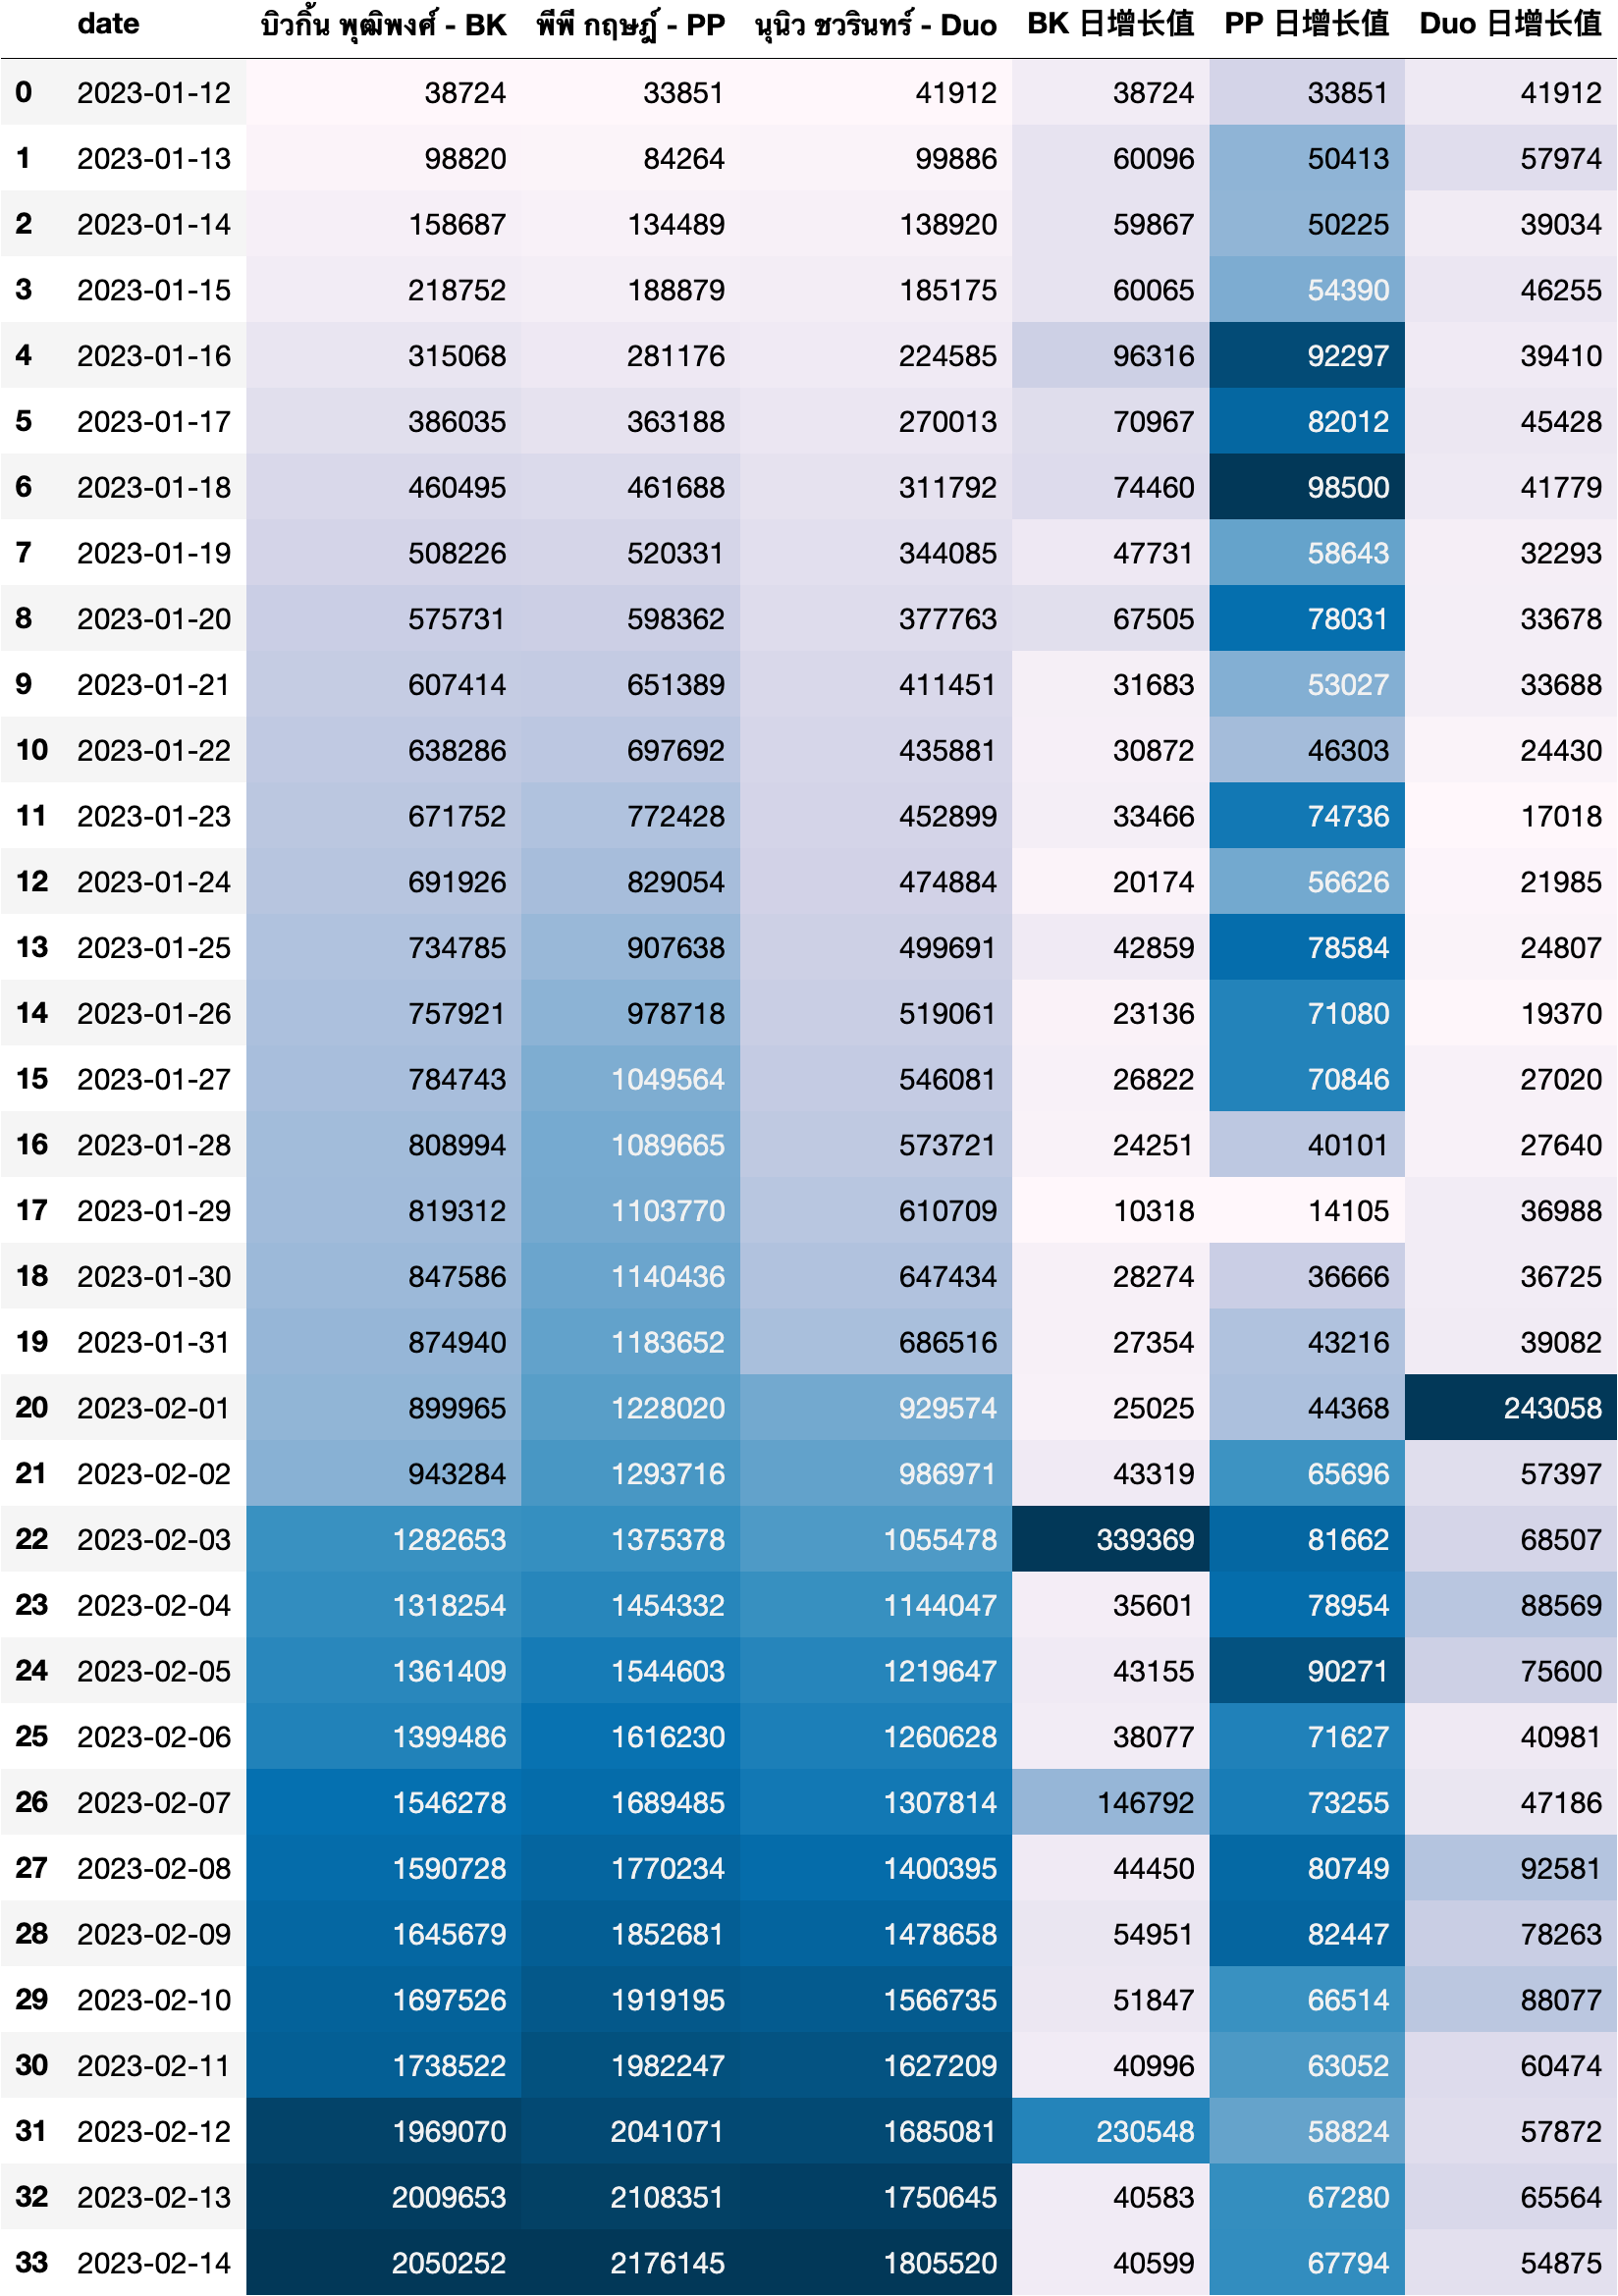 date บิวกิ้น พุฒิพงศ์ - BK พีพี กฤษฏ์ - PP นุนิว ชวรินทร์ - Duo BK 日增长值 PP 日增长值 Duo 日增长值
0 2023-01-12 38724 33851 41912 38724 33851 41912
1 2023-01-13 98820 84264 99886 60096 50413 57974
2 2023-01-14 158687 134489 138920 59867 50225 39034
3 2023-01-15 218752 188879 185175 60065 54390 46255
4 2023-01-16 315068 281176 224585 96316 92297 39410
5 2023-01-17 386035 363188 270013 70967 82012 45428
6 2023-01-18 460495 461688 311792 74460 98500 41779
7 2023-01-19 508226 520331 344085 47731 58643 32293
8 2023-01-20 575731 598362 377763 67505 78031 33678
9 2023-01-21 607414 651389 411451 31683 53027 33688
10 2023-01-22 638286 697692 435881 30872 46303 24430
11 2023-01-23 671752 772428 452899 33466 74736 17018
12 2023-01-24 691926 829054 474884 20174 56626 21985
13 2023-01-25 734785 907638 499691 42859 78584 24807
14 2023-01-26 757921 978718 519061 23136 71080 19370
15 2023-01-27 784743 1049564 546081 26822 70846 27020
16 2023-01-28 808994 1089665 573721 24251 40101 27640
17 2023-01-29 819312 1103770 610709 10318 14105 36988
18 2023-01-30 847586 1140436 647434 28274 36666 36725
19 2023-01-31 874940 1183652 686516 27354 43216 39082
20 2023-02-01 899965 1228020 929574 25025 44368 243058
21 2023-02-02 943284 1293716 986971 43319 65696 57397
22 2023-02-03 1282653 1375378 1055478 339369 81662 68507
23 2023-02-04 1318254 1454332 1144047 35601 78954 88569
24 2023-02-05 1361409 1544603 1219647 43155 90271 75600
25 2023-02-06 1399486 1616230 1260628 38077 71627 40981
26 2023-02-07 1546278 1689485 1307814 146792 73255 47186
27 2023-02-08 1590728 1770234 1400395 44450 80749 92581
28 2023-02-09 1645679 1852681 1478658 54951 82447 78263
29 2023-02-10 1697526 1919195 1566735 51847 66514 88077
30 2023-02-11 1738522 1982247 1627209 40996 63052 60474
31 2023-02-12 1969070 2041071 1685081 230548 58824 57872
32 2023-02-13 2009653 2108351 1750645 40583 67280 65564
33 2023-02-14 2050252 2176145 1805520 40599 67794 54875